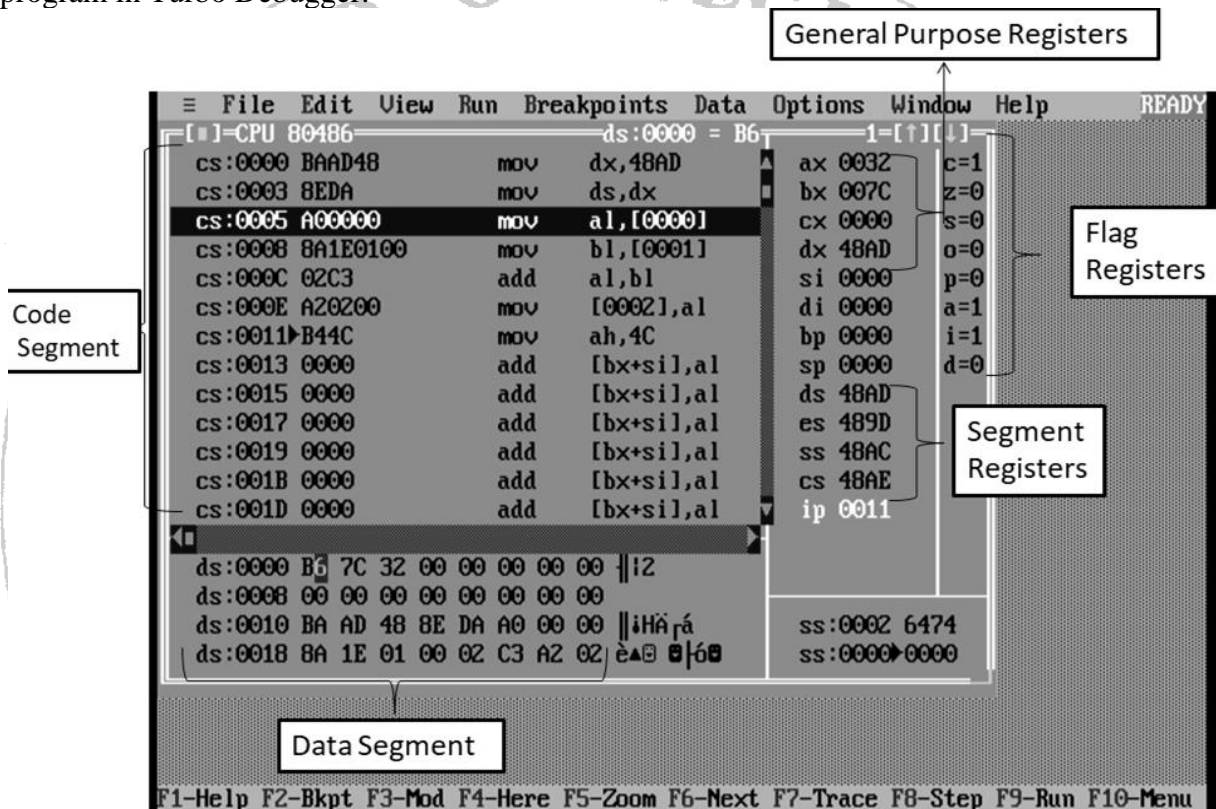 program in Turbo Debugger.
General Purpose Registers
≡ File Edit View Run Breakpoints Data Options Window Help READY
[■]=CPU 80486 ds:0000 = B6 1=[↑][↓]
cs:0000 BAAD48 mov dx,48AD ax 0032 c=1
cs:0003 8EDA mov ds,dx bx 007C z=0
cs:0005 A00000 mov al,[0000] cx 0000 s=0
cs:0008 8A1E0100 mov bl,[0001] dx 48AD o=0
cs:000C 02C3 add al,bl si 0000 p=0
cs:000E A20200 mov [0002],al di 0000 a=1
cs:0011►B44C mov ah,4C bp 0000 i=1
cs:0013 0000 add [bx+si],al sp 0000 d=0
cs:0015 0000 add [bx+si],al ds 48AD
cs:0017 0000 add [bx+si],al es 489D
cs:0019 0000 add [bx+si],al ss 48AC
cs:001B 0000 add [bx+si],al cs 48AE
cs:001D 0000 add [bx+si],al ip 0011
Flag
Registers
Code
Segment
Segment
Registers
ds:0000 B6 7C 32 00 00 00 00 00 ╢¦2
ds:0008 00 00 00 00 00 00 00 00
ds:0010 BA AD 48 8E DA A0 00 00 ║¡HÄ┌á
ds:0018 8A 1E 01 00 02 C3 A2 02 è▲☺ ☻├ó☻
ss:0002 6474
ss:0000►0000
Data Segment
F1-Help F2-Bkpt F3-Mod F4-Here F5-Zoom F6-Next F7-Trace F8-Step F9-Run F10-Menu